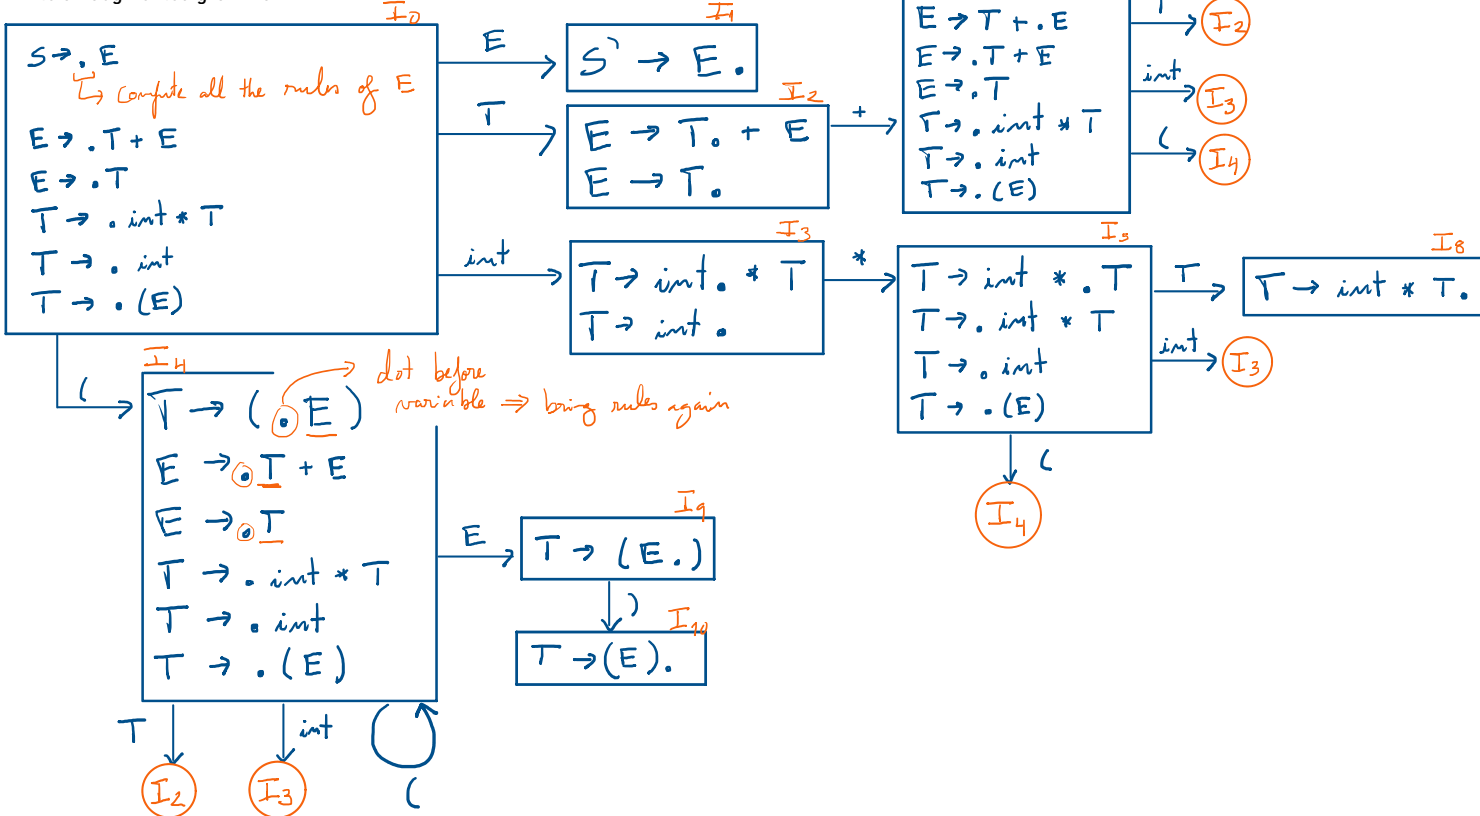 I0
S → . E
↳ compute all the rules of E
E → . T + E
E → . T
T → . int * T
T → . int
T → . (E)
E
I1
S` → E .
T
I2
E → T . + E
E → T .
+
E → T + . E
E → . T + E
E → . T
T → . int * T
T → . int
T → . (E)
I2
int
I3
(
I4
int
I3
T → int . * T
T → int .
*
I5
T → int * . T
T → . int * T
T → . int
T → . (E)
T
I8
T → int * T .
int
I3
(
I4
(
I4
T → ( . E )
dot before
variable ⇒ bring rules again
E → . T + E
E → . T
T → . int * T
T → . int
T → . (E)
E
I9
T → (E . )
)
I10
T → (E) .
T
I2
int
I3
(